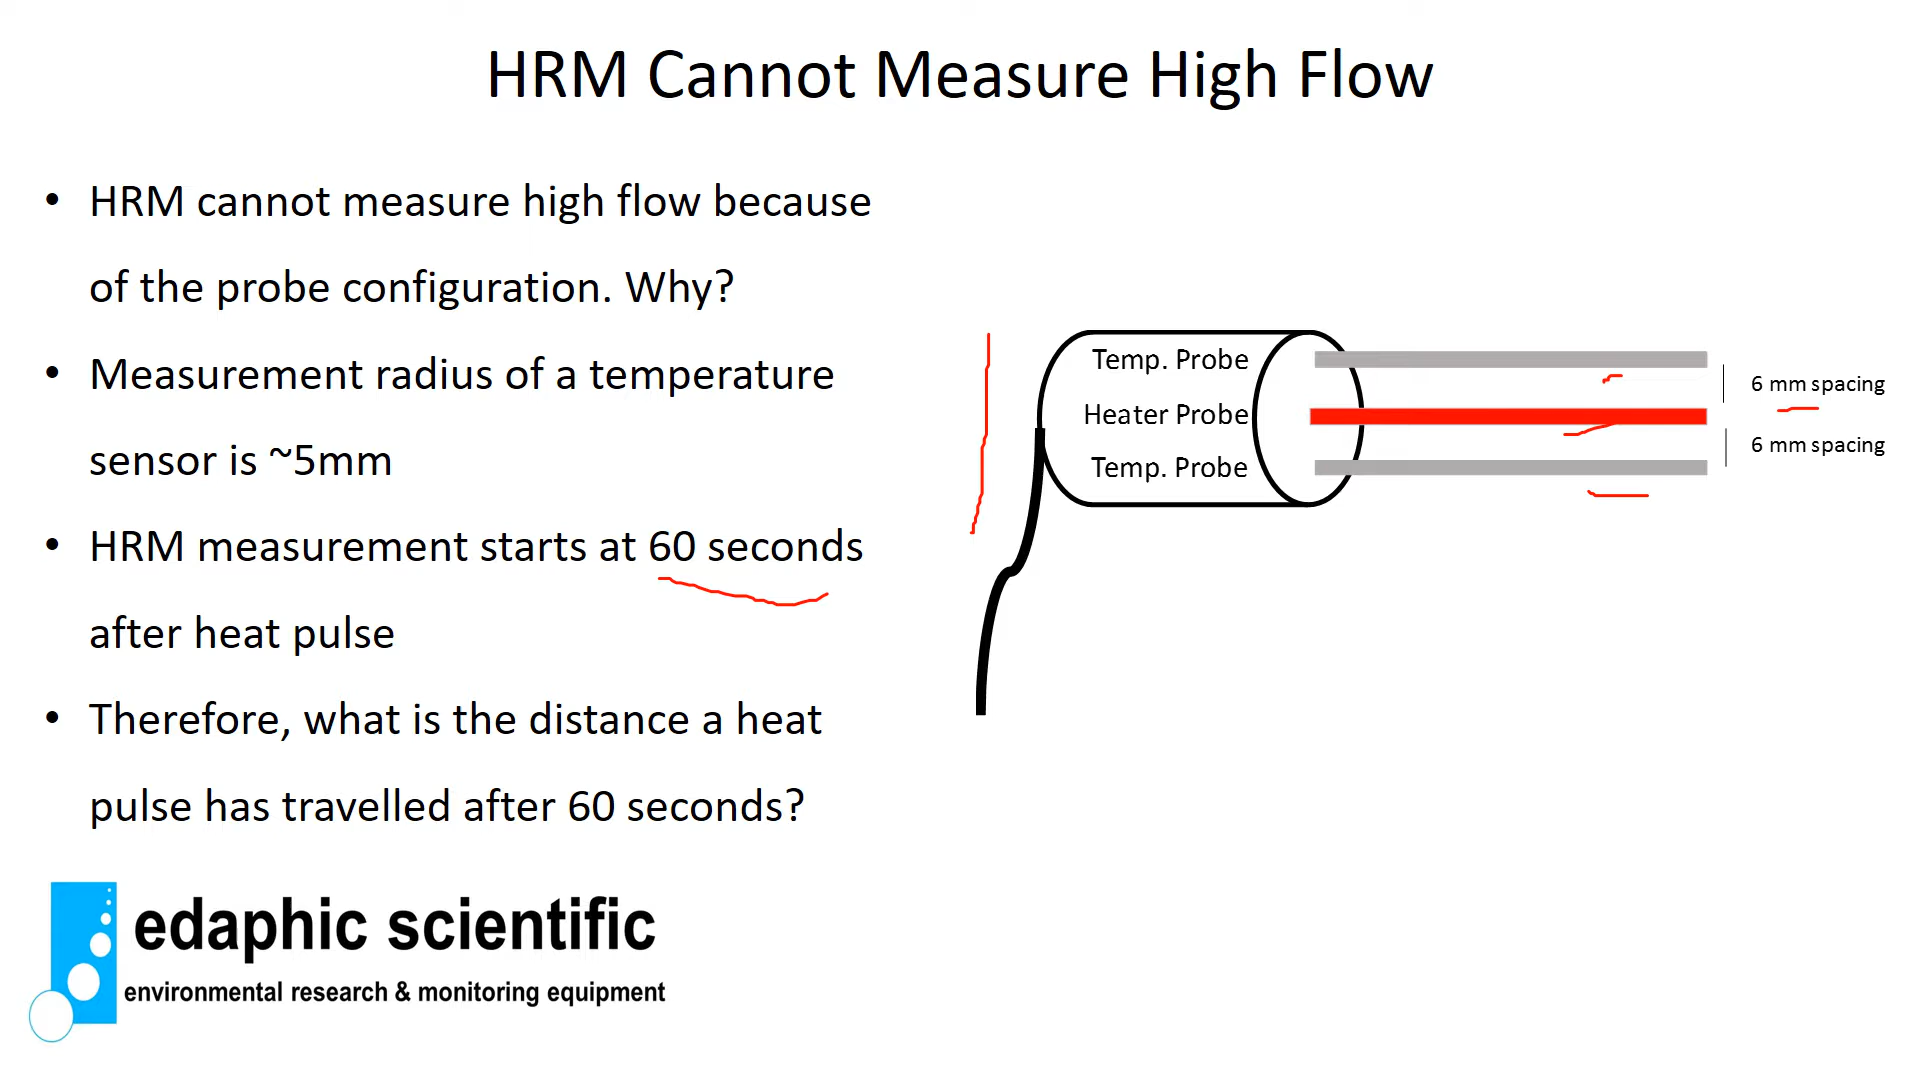 HRM Cannot Measure High Flow
• HRM cannot measure high flow because
of the probe configuration. Why?
• Measurement radius of a temperature
sensor is ~5mm
• HRM measurement starts at 60 seconds
after heat pulse
• Therefore, what is the distance a heat
pulse has travelled after 60 seconds?
Temp. Probe
Heater Probe
Temp. Probe
6 mm spacing
6 mm spacing
edaphic scientific
environmental research & monitoring equipment